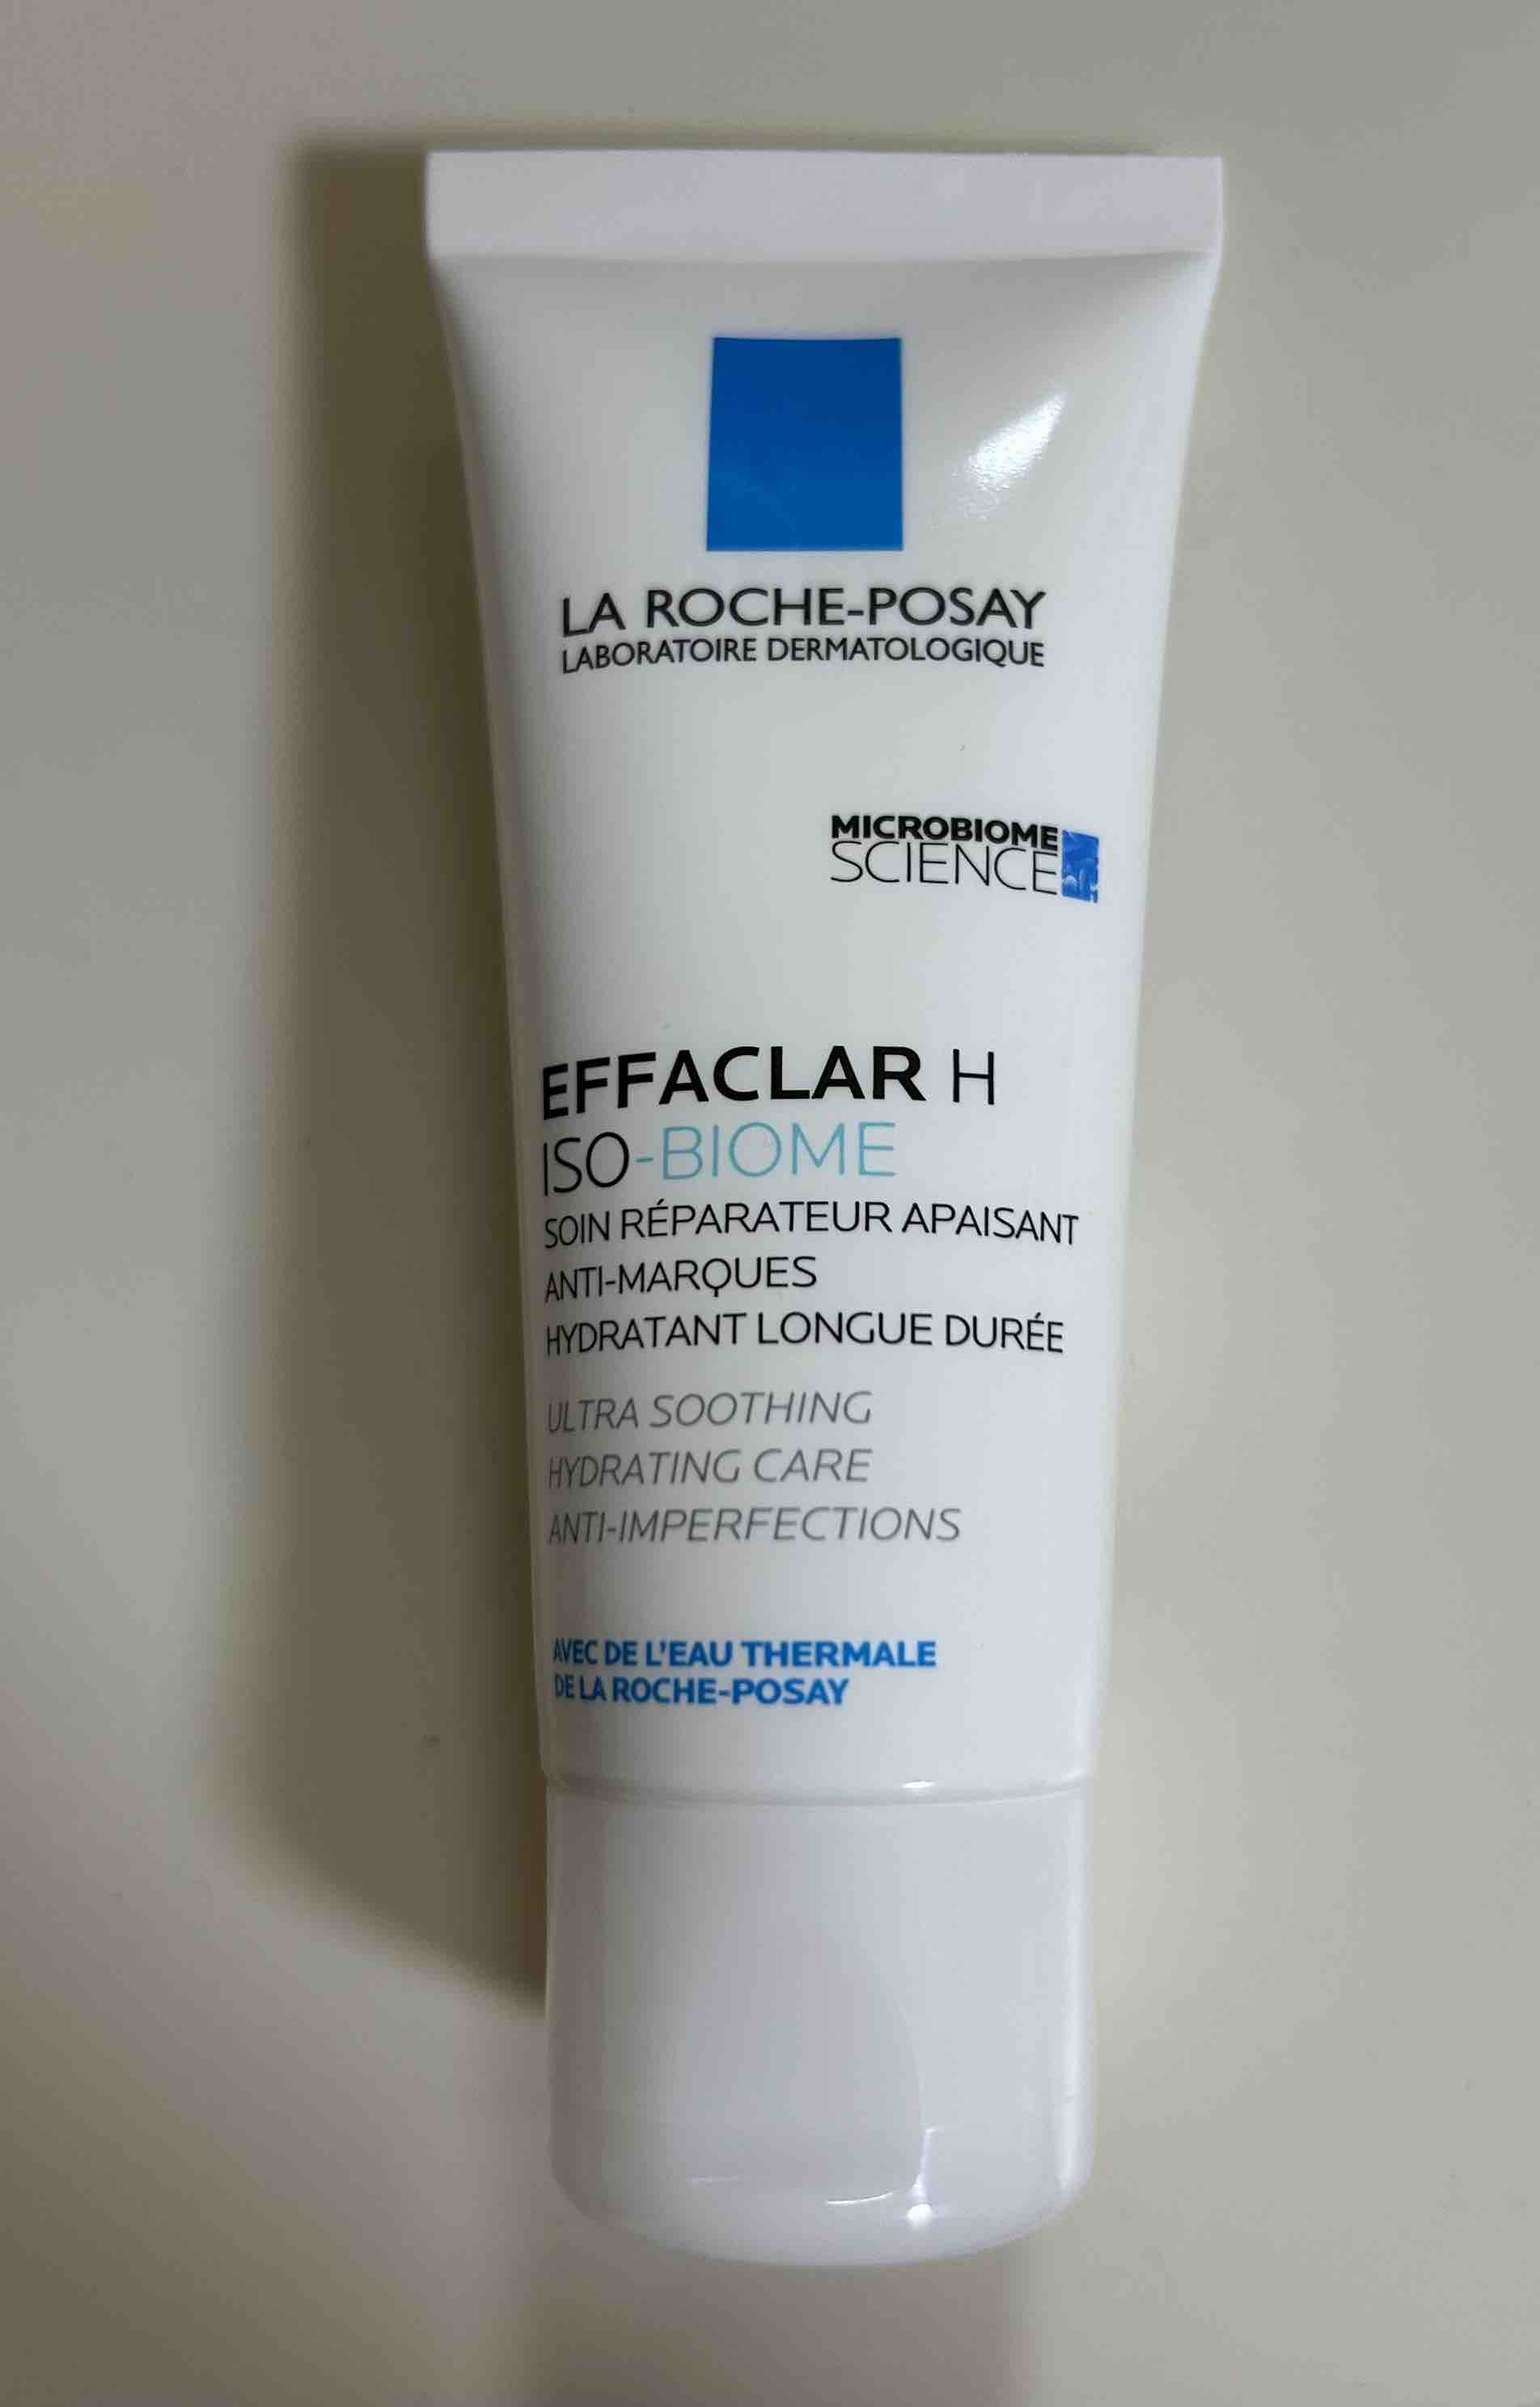 LA ROCHE-POSAY
LABORATOIRE DERMATOLOGIQUE
MICROBIOME
SCIENCE
EFFACLAR H
ISO-BIOME
SOIN RÉPARATEUR APAISANT
ANTI-MARQUES
HYDRATANT LONGUE DURÉE
ULTRA SOOTHING
HYDRATING CARE
ANTI-IMPERFECTIONS
AVEC DE L'EAU THERMALE
DE LA ROCHE-POSAY